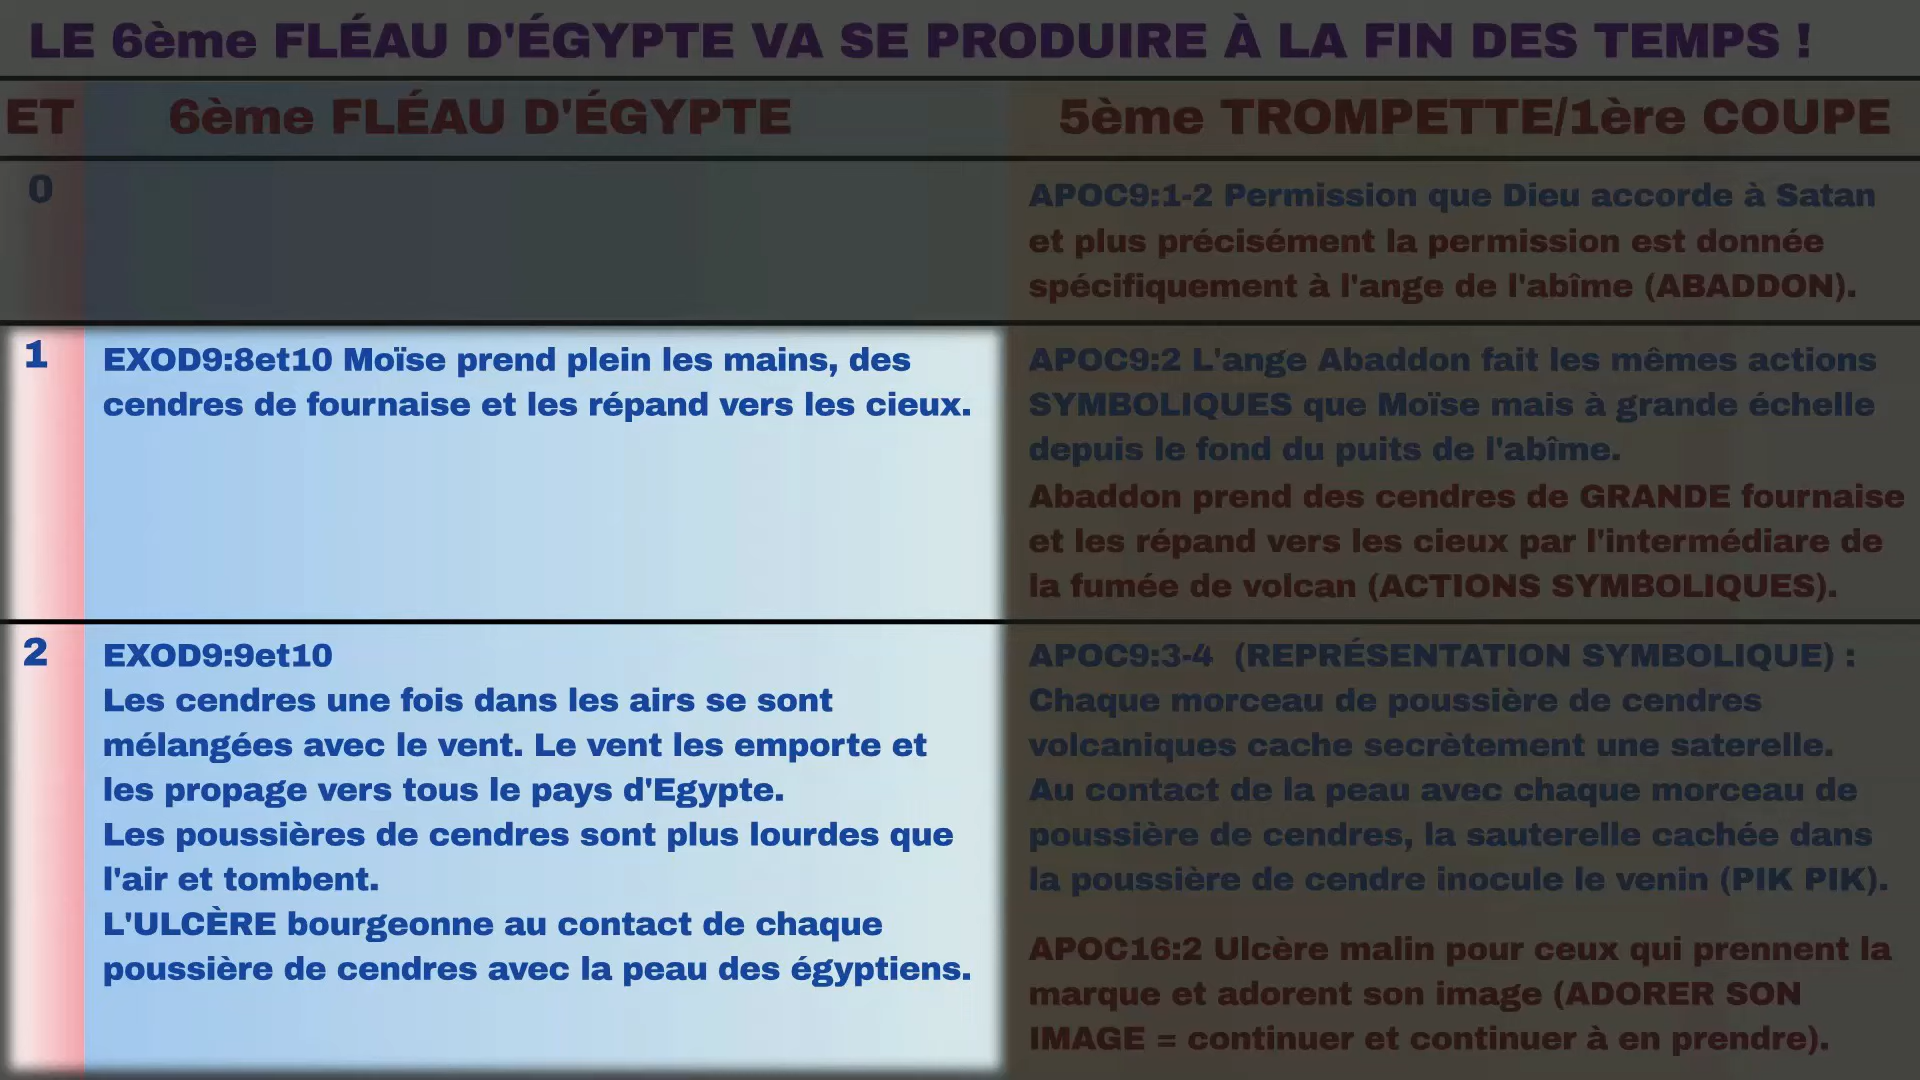 LE 6ème FLÉAU D'ÉGYPTE VA SE PRODUIRE À LA FIN DES TEMPS !
ET 6ème FLÉAU D'ÉGYPTE 5ème TROMPETTE/1ère COUPE
0
APOC9:1-2 Permission que Dieu accorde à Satan
et plus précisément la permission est donnée
spécifiquement à l'ange de l'abîme (ABADDON).
1
EXOD9:8et10 Moïse prend plein les mains, des
cendres de fournaise et les répand vers les cieux.
APOC9:2 L'ange Abaddon fait les mêmes actions
SYMBOLIQUES que Moïse mais à grande échelle
depuis le fond du puits de l'abîme.
Abaddon prend des cendres de GRANDE fournaise
et les répand vers les cieux par l'intermédiare de
la fumée de volcan (ACTIONS SYMBOLIQUES).
2
EXOD9:9et10
Les cendres une fois dans les airs se sont
mélangées avec le vent. Le vent les emporte et
les propage vers tous le pays d'Egypte.
Les poussières de cendres sont plus lourdes que
l'air et tombent.
L'ULCÈRE bourgeonne au contact de chaque
poussière de cendres avec la peau des égyptiens.
APOC9:3-4 (REPRÉSENTATION SYMBOLIQUE) :
Chaque morceau de poussière de cendres
volcaniques cache secrètement une saterelle.
Au contact de la peau avec chaque morceau de
poussière de cendres, la sauterelle cachée dans
la poussière de cendre inocule le venin (PIK PIK).
APOC16:2 Ulcère malin pour ceux qui prennent la
marque et adorent son image (ADORER SON
IMAGE = continuer et continuer à en prendre).